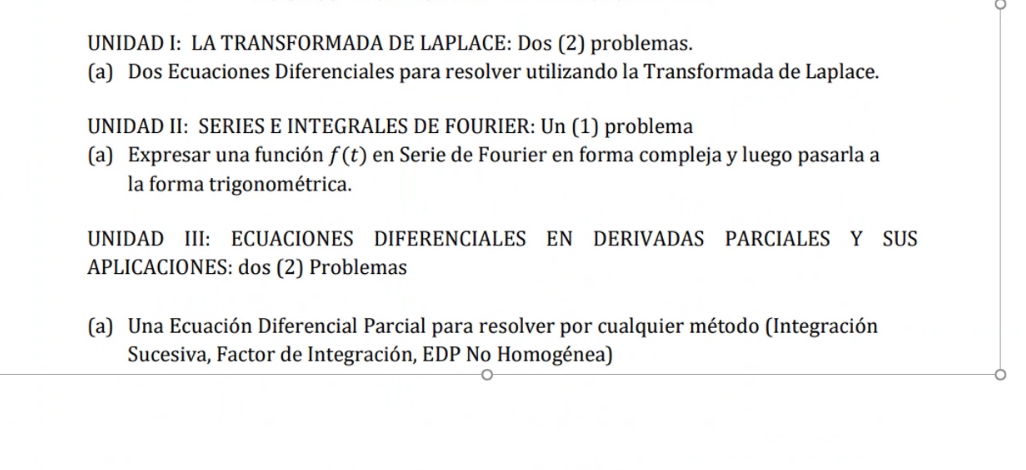 UNIDAD I: LA TRANSFORMADA DE LAPLACE: Dos (2) problemas.
(a) Dos Ecuaciones Diferenciales para resolver utilizando la Transformada de Laplace.
UNIDAD II: SERIES E INTEGRALES DE FOURIER: Un (1) problema
(a) Expresar una función f(t) en Serie de Fourier en forma compleja y luego pasarla a
la forma trigonométrica.
UNIDAD III: ECUACIONES DIFERENCIALES EN DERIVADAS PARCIALES Y SUS
APLICACIONES: dos (2) Problemas
(a) Una Ecuación Diferencial Parcial para resolver por cualquier método (Integración
Sucesiva, Factor de Integración, EDP No Homogénea)